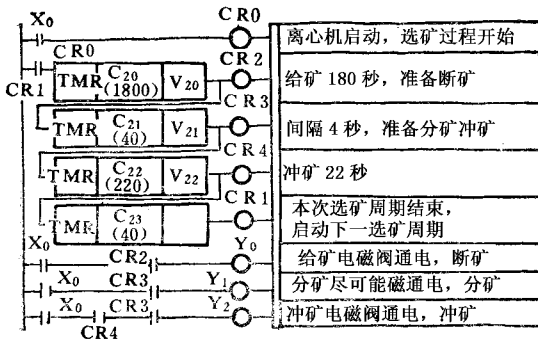 X₀ CR0 离心机启动，选矿过程开始
CR0 CR2
CR1 TMR C₂₀ (1800) V₂₀ 给矿 180 秒，准备断矿
CR3
TMR C₂₁ (40) V₂₁ 间隔 4 秒，准备分矿冲矿
CR4
TMR C₂₂ (220) V₂₂ 冲矿 22 秒
CR1
TMR C₂₃ (40) 本次选矿周期结束，
启动下一选矿周期
X₀ CR2 Y₀ 给矿电磁阀通电，断矿
X₀ CR3 Y₁ 分矿尽可能磁通电，分矿
X₀ CR3 Y₂ 冲矿电磁阀通电，冲矿
CR4